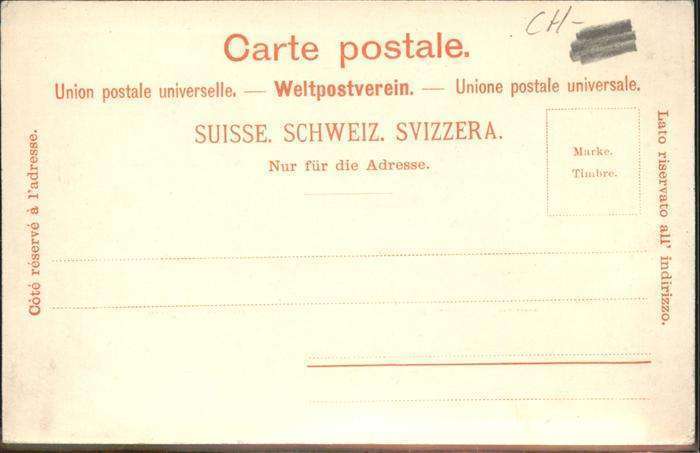 CH-
Carte postale.
Union postale universelle. — Weltpostverein. — Unione postale universale.
SUISSE. SCHWEIZ. SVIZZERA.
Nur für die Adresse.
Marke.
Timbre.
Côté réservé à l'adresse.
Lato riservato all' indirizzo.